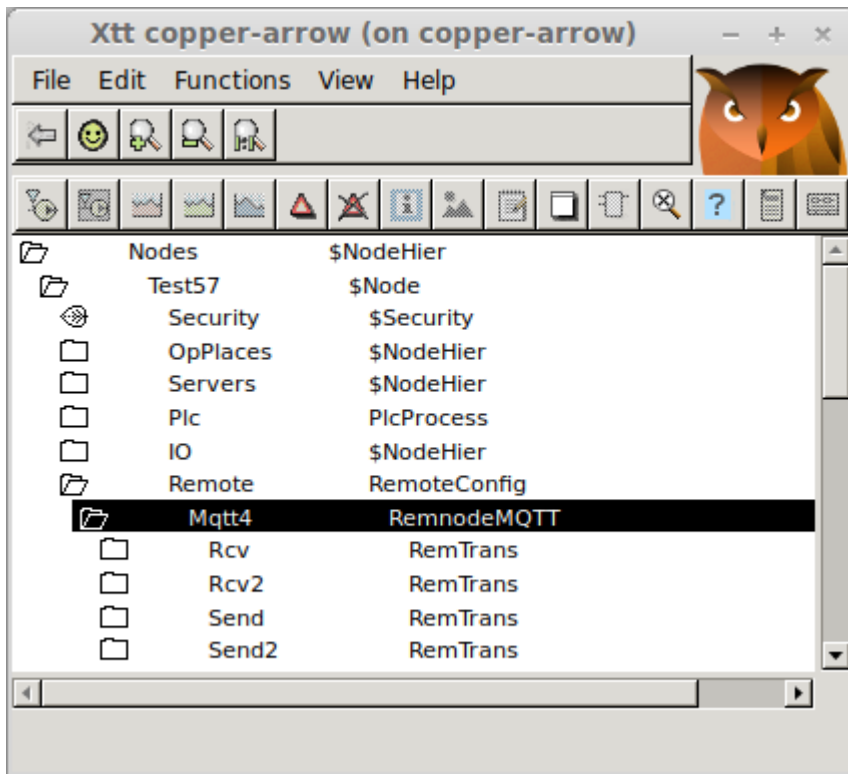 Xtt copper-arrow (on copper-arrow)
File Edit Functions View Help
Nodes $NodeHier
Test57 $Node
Security $Security
OpPlaces $NodeHier
Servers $NodeHier
Plc PlcProcess
IO $NodeHier
Remote RemoteConfig
Mqtt4 RemnodeMQTT
Rcv RemTrans
Rcv2 RemTrans
Send RemTrans
Send2 RemTrans